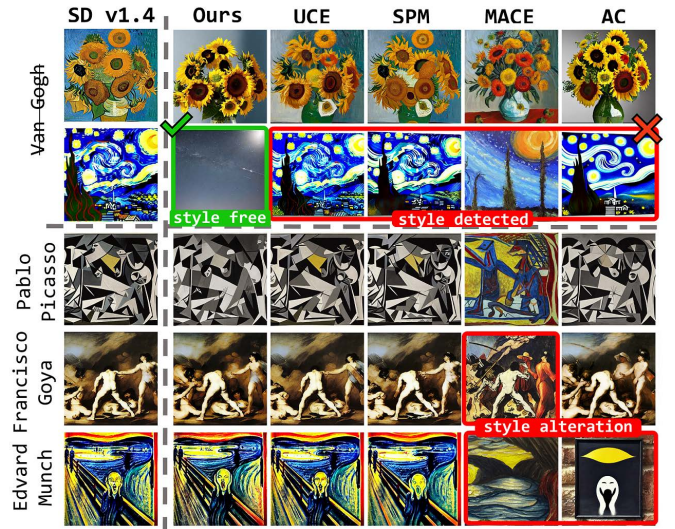 SD v1.4 Ours UCE SPM MACE AC
Van Gogh
style free style detected
Pablo
Picasso
Francisco
Goya
style alteration
Edvard
Munch